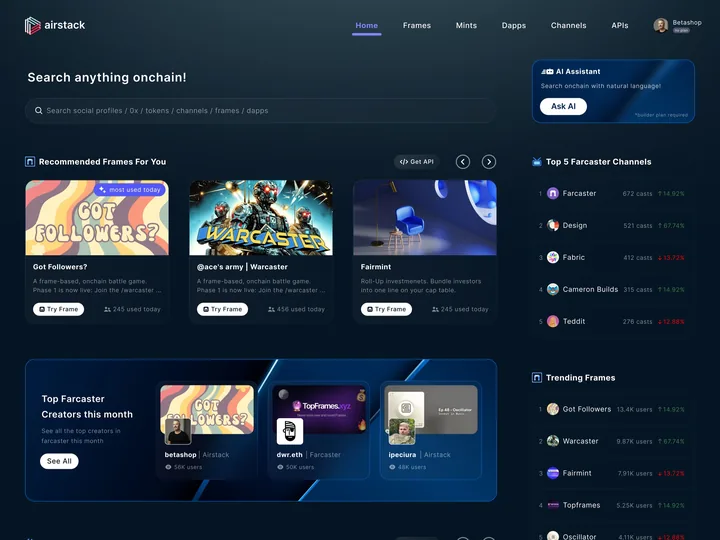 airstack
Home
Frames
Mints
Dapps
Channels
APIs
Betashop
Search anything onchain!
Search social profiles / 0x / tokens / channels / frames / dapps
AI Assistant
Search onchain with natural language!
Ask AI
*builder plan required
Recommended Frames For You
</> Get API
most used today
GOT FOLLOWERS?
Got Followers?
A frame-based, onchain battle game.
Phase 1 is now live: Join the /warcaster ...
Try Frame
245 used today
WARCASTER
@ace's army | Warcaster
A frame-based, onchain battle game.
Phase 1 is now live: Join the /warcaster ...
Try Frame
456 used today
Fairmint
Roll-Up investmenets. Bundle investors
into one line on your cap table.
Try Frame
245 used today
Top 5 Farcaster Channels
1 Farcaster 672 casts 14.92%
2 Design 521 casts 67.74%
3 Fabric 412 casts 13.72%
4 Cameron Builds 315 casts 14.92%
5 Teddit 276 casts 12.88%
Top Farcaster
Creators this month
See all the top creators in
farcaster this month
See All
GOT FOLLOWERS?
betashop | Airstack
56K users
TopFrames.xyz
dwr.eth | Farcaster
50K users
Ep 40 - Oscillator
ipeciura | Airstack
48K users
Trending Frames
1 Got Followers 13.4K users 14.92%
2 Warcaster 9.87K users 67.74%
3 Fairmint 7.91K users 13.72%
4 Topframes 5.25K users 14.92%
5 Oscillator 4.11K users 12.88%